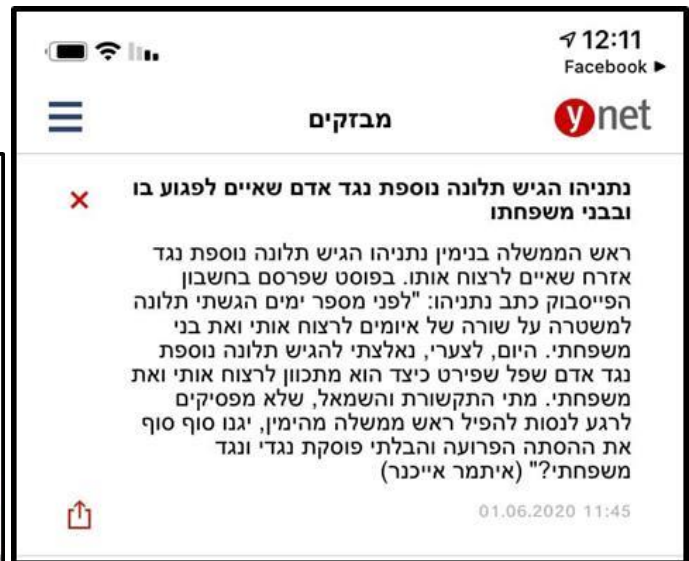 12:11
Facebook
ynet
מבזקים
נתניהו הגיש תלונה נוספת נגד אדם שאיים לפגוע בו
ובבני משפחתו
ראש הממשלה בנימין נתניהו הגיש תלונה נוספת נגד
אזרח שאיים לרצוח אותו. בפוסט שפרסם בחשבון
הפייסבוק כתב נתניהו: "לפני מספר ימים הגשתי תלונה
למשטרה על שורה של איומים לרצוח אותי ואת בני
משפחתי. היום, לצערי, נאלצתי להגיש תלונה נוספת
נגד אדם שפל שפירט כיצד הוא מתכוון לרצוח אותי ואת
משפחתי. מתי התקשורת והשמאל, שלא מפסיקים
לרגע לנסות להפיל ראש ממשלה מהימין, יגנו סוף סוף
את ההסתה הפרועה והבלתי פוסקת נגדי ונגד
משפחתי?" (איתמר אייכנר)
01.06.2020 11:45